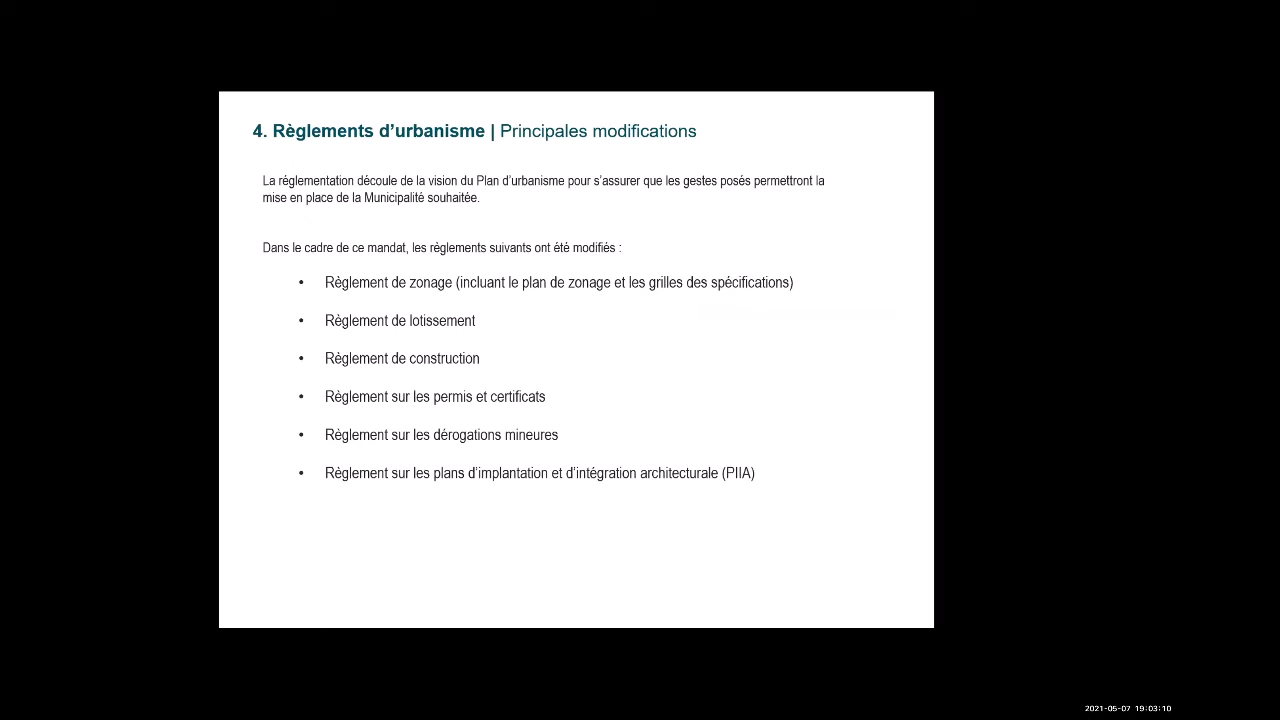 4. Règlements d’urbanisme | Principales modifications
La réglementation découle de la vision du Plan d’urbanisme pour s’assurer que les gestes posés permettront la
mise en place de la Municipalité souhaitée.
Dans le cadre de ce mandat, les règlements suivants ont été modifiés :
• Règlement de zonage (incluant le plan de zonage et les grilles des spécifications)
• Règlement de lotissement
• Règlement de construction
• Règlement sur les permis et certificats
• Règlement sur les dérogations mineures
• Règlement sur les plans d’implantation et d’intégration architecturale (PIIA)
2021-05-07 19:03:10